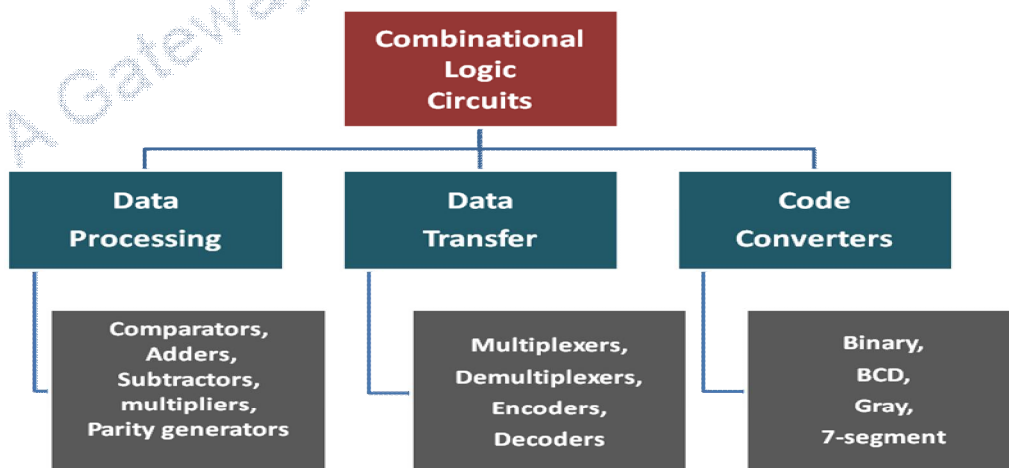 A Gateway
Combinational
Logic
Circuits
Data
Processing
Data
Transfer
Code
Converters
Comparators,
Adders,
Subtractors,
multipliers,
Parity generators
Multiplexers,
Demultiplexers,
Encoders,
Decoders
Binary,
BCD,
Gray,
7-segment